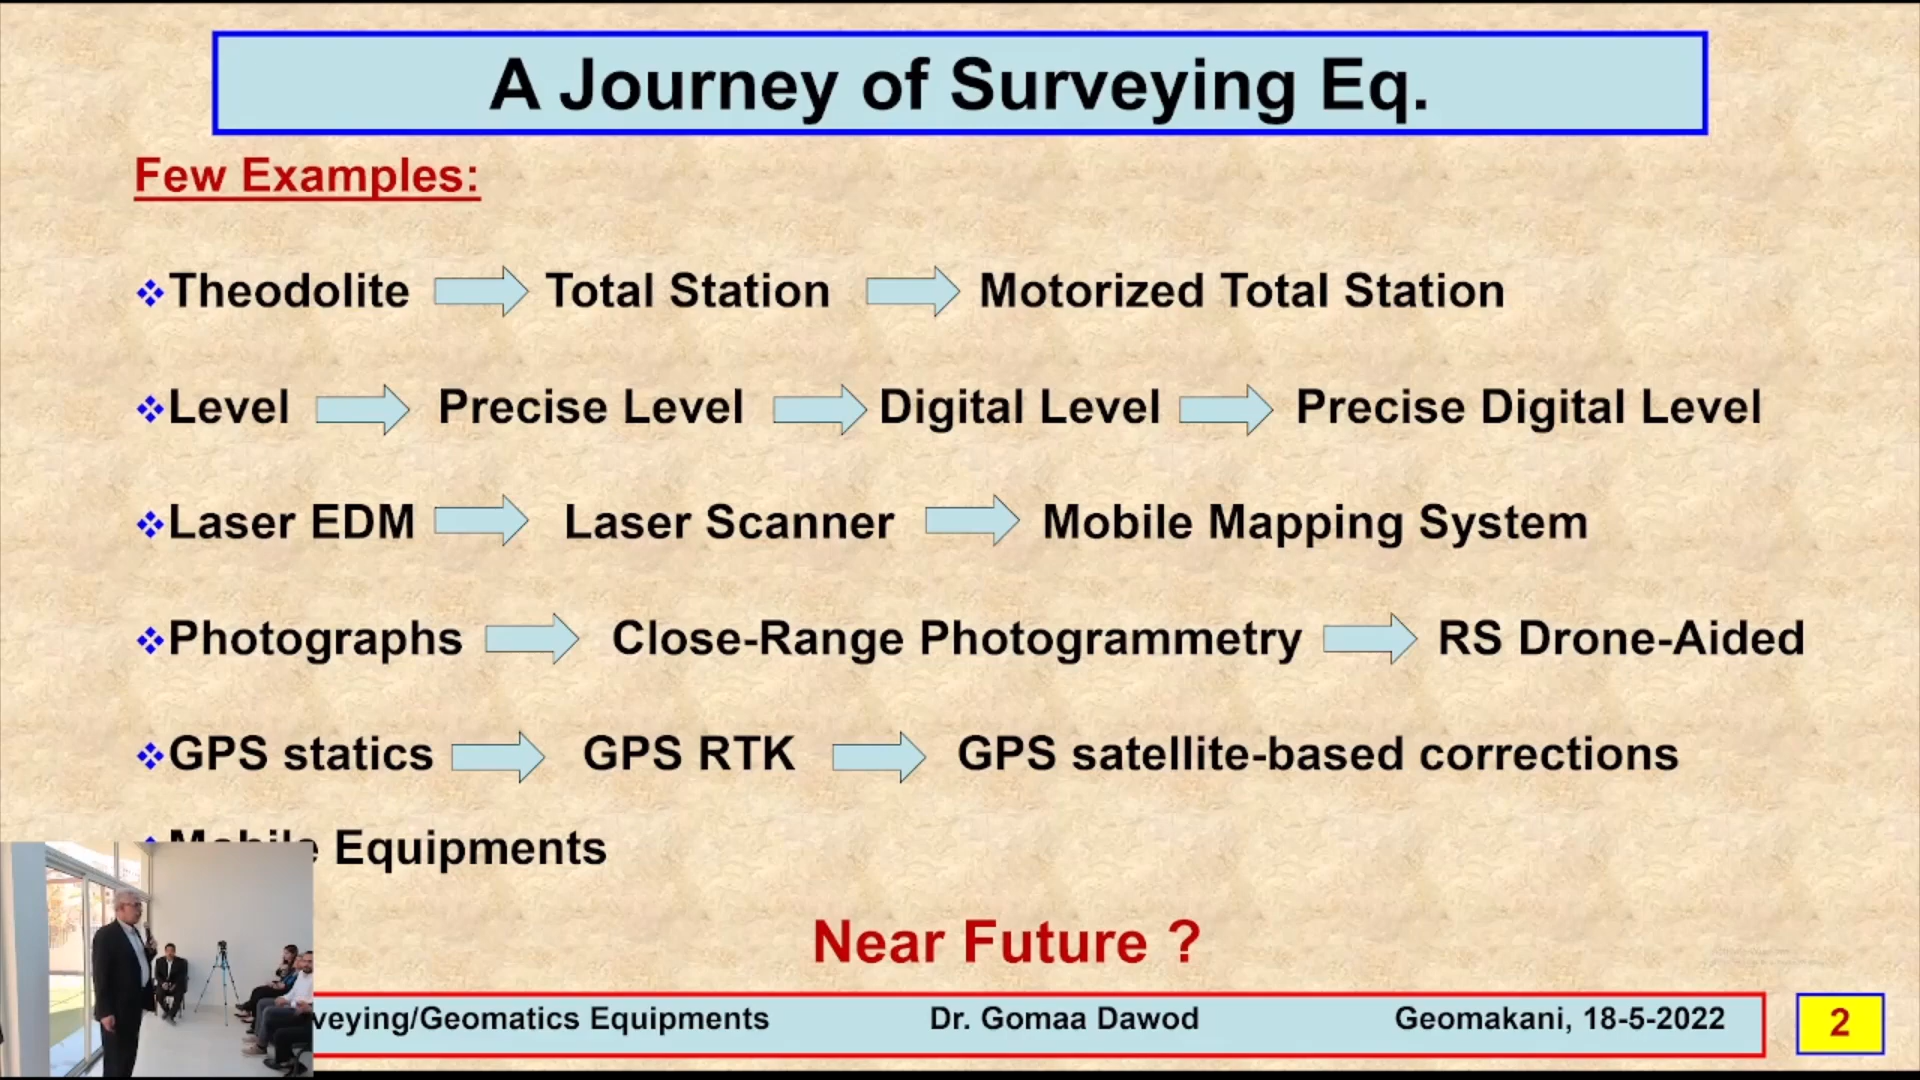 A Journey of Surveying Eq.
Few Examples:
Theodolite Total Station Motorized Total Station
Level Precise Level Digital Level Precise Digital Level
Laser EDM Laser Scanner Mobile Mapping System
Photographs Close-Range Photogrammetry RS Drone-Aided
GPS statics GPS RTK GPS satellite-based corrections
Mobile Equipments
Near Future ?
veying/Geomatics Equipments Dr. Gomaa Dawod Geomakani, 18-5-2022 2